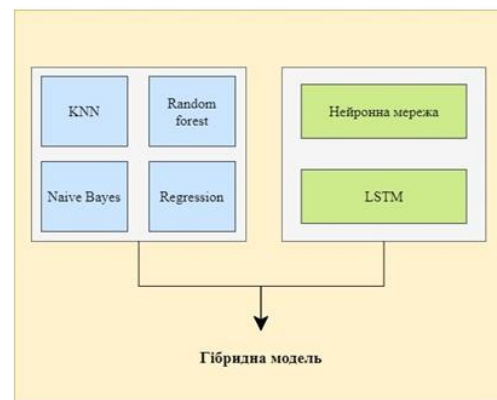 KNN
Random
forest
Naive Bayes
Regression
Нейронна мережа
LSTM
Гібридна модель